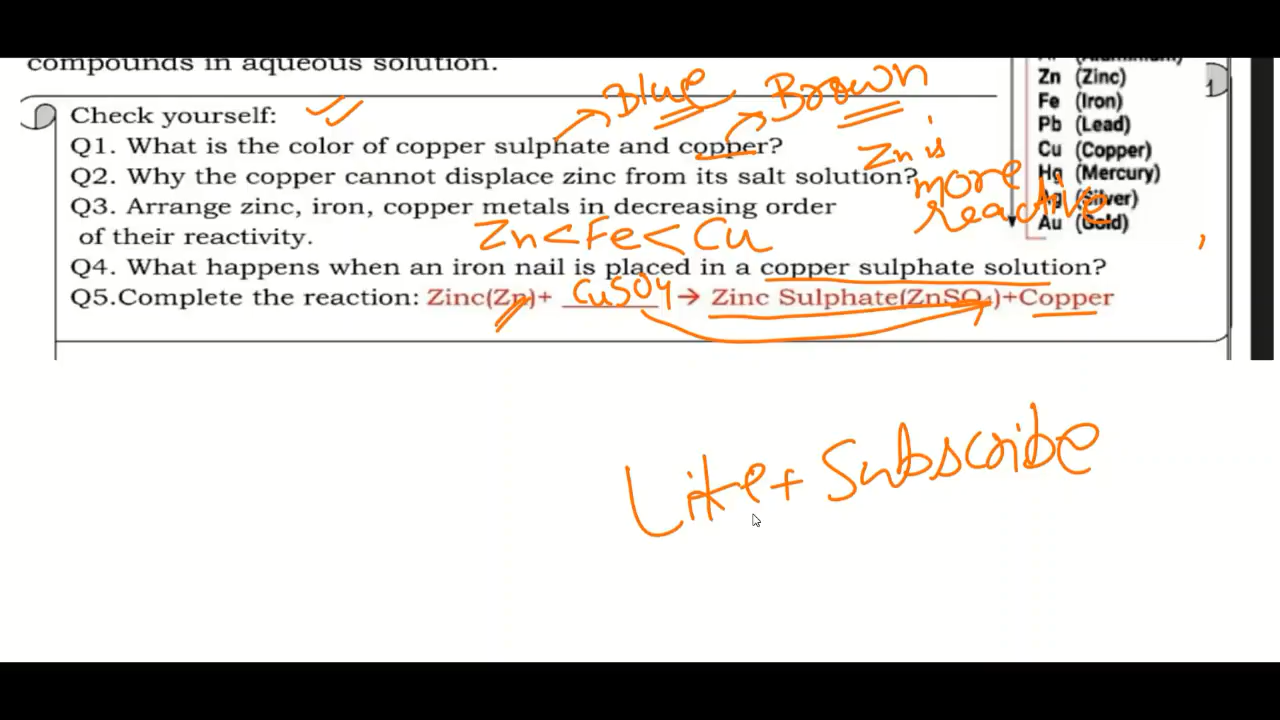 compounds in aqueous solution.
Check yourself:
Q1. What is the color of copper sulphate and copper?
Blue
Brown
Q2. Why the copper cannot displace zinc from its salt solution?
Zn is
more
reactive
Q3. Arrange zinc, iron, copper metals in decreasing order
of their reactivity.
Zn < Fe < Cu
Q4. What happens when an iron nail is placed in a copper sulphate solution?
Q5.Complete the reaction: Zinc(Zn)+ CuSO4 → Zinc Sulphate(ZnSO4)+Copper
Zn (Zinc)
Fe (Iron)
Pb (Lead)
Cu (Copper)
Hg (Mercury)
Ag (Silver)
Au (Gold)
Like + Subscribe